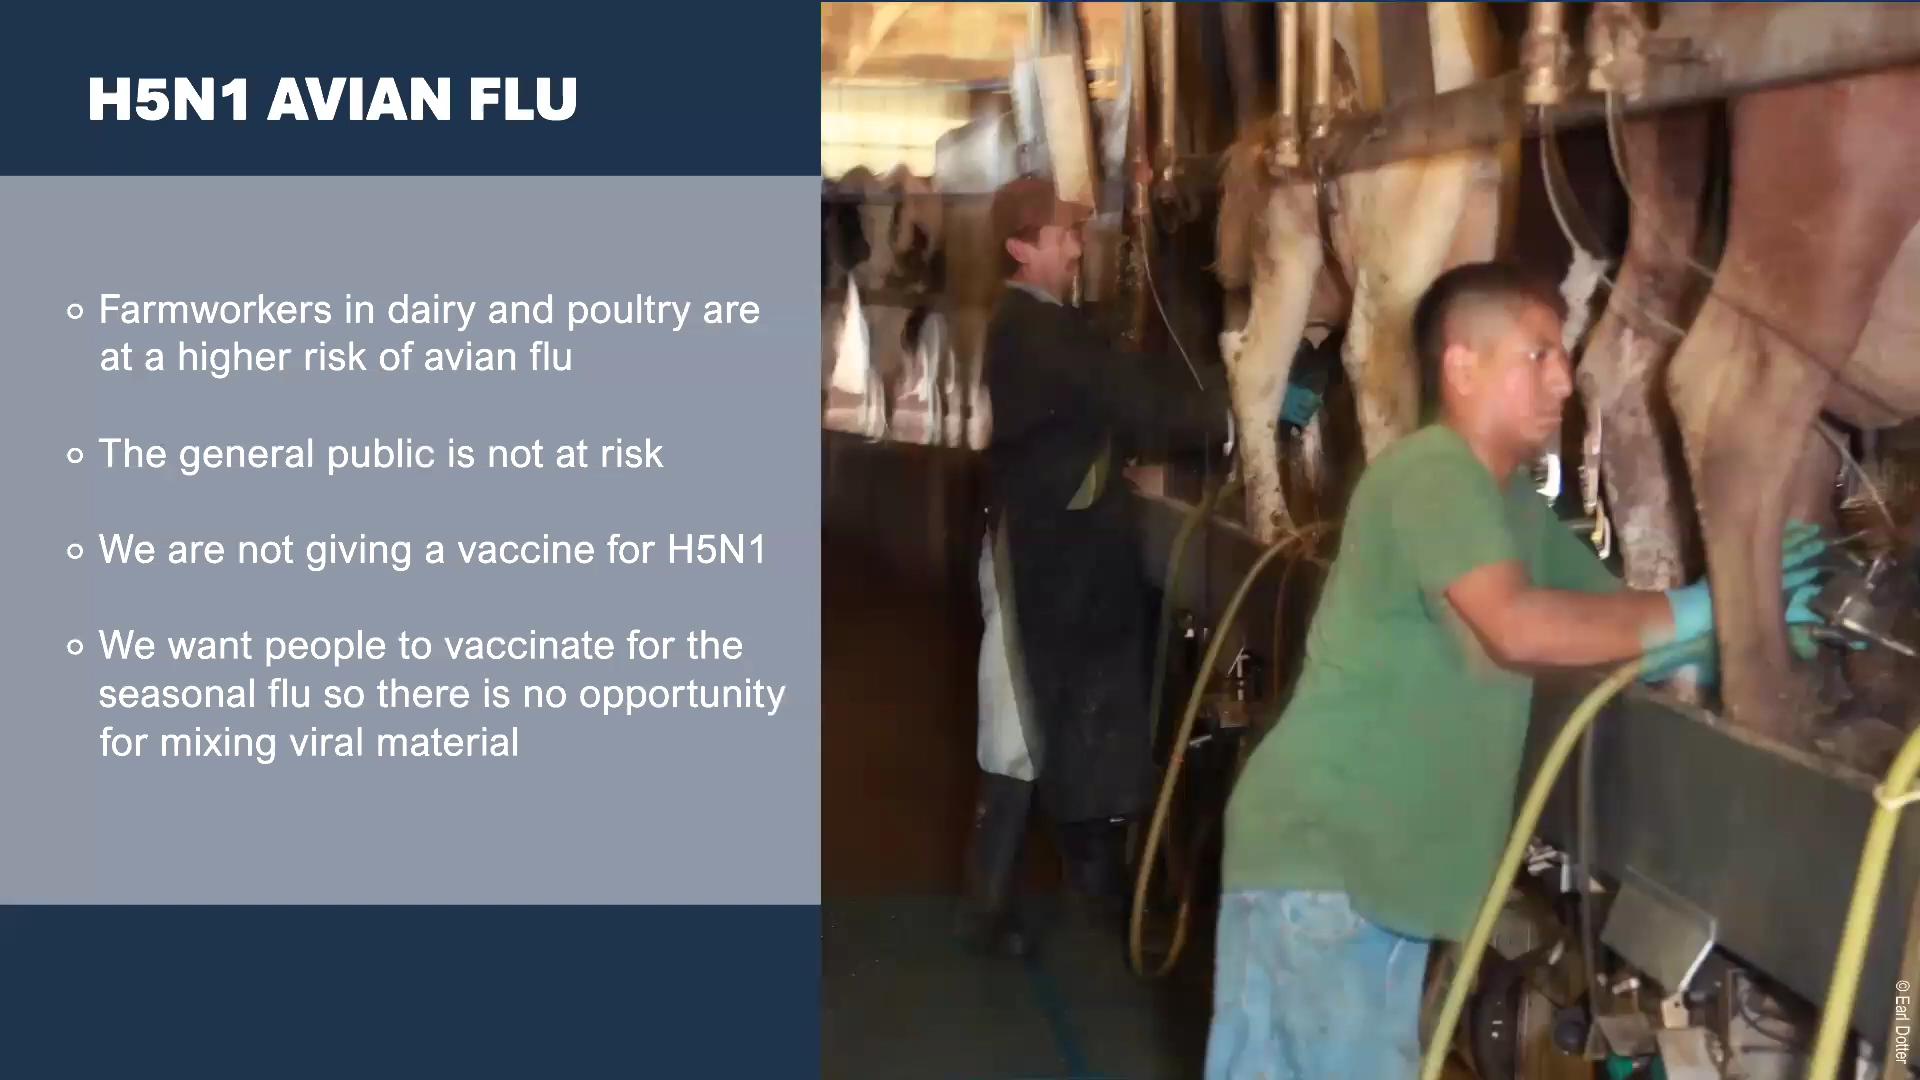 H5N1 AVIAN FLU
Farmworkers in dairy and poultry are
at a higher risk of avian flu
The general public is not at risk
We are not giving a vaccine for H5N1
We want people to vaccinate for the
seasonal flu so there is no opportunity
for mixing viral material
© Earl Dotter